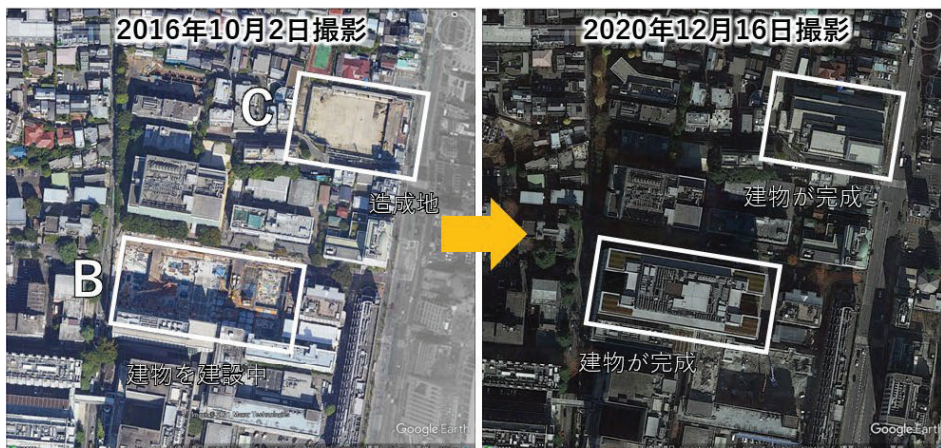 2016年10月2日撮影
2020年12月16日撮影
C
造成地
建物が完成
B
建物を建設中
建物が完成
Google Earth
Google Earth